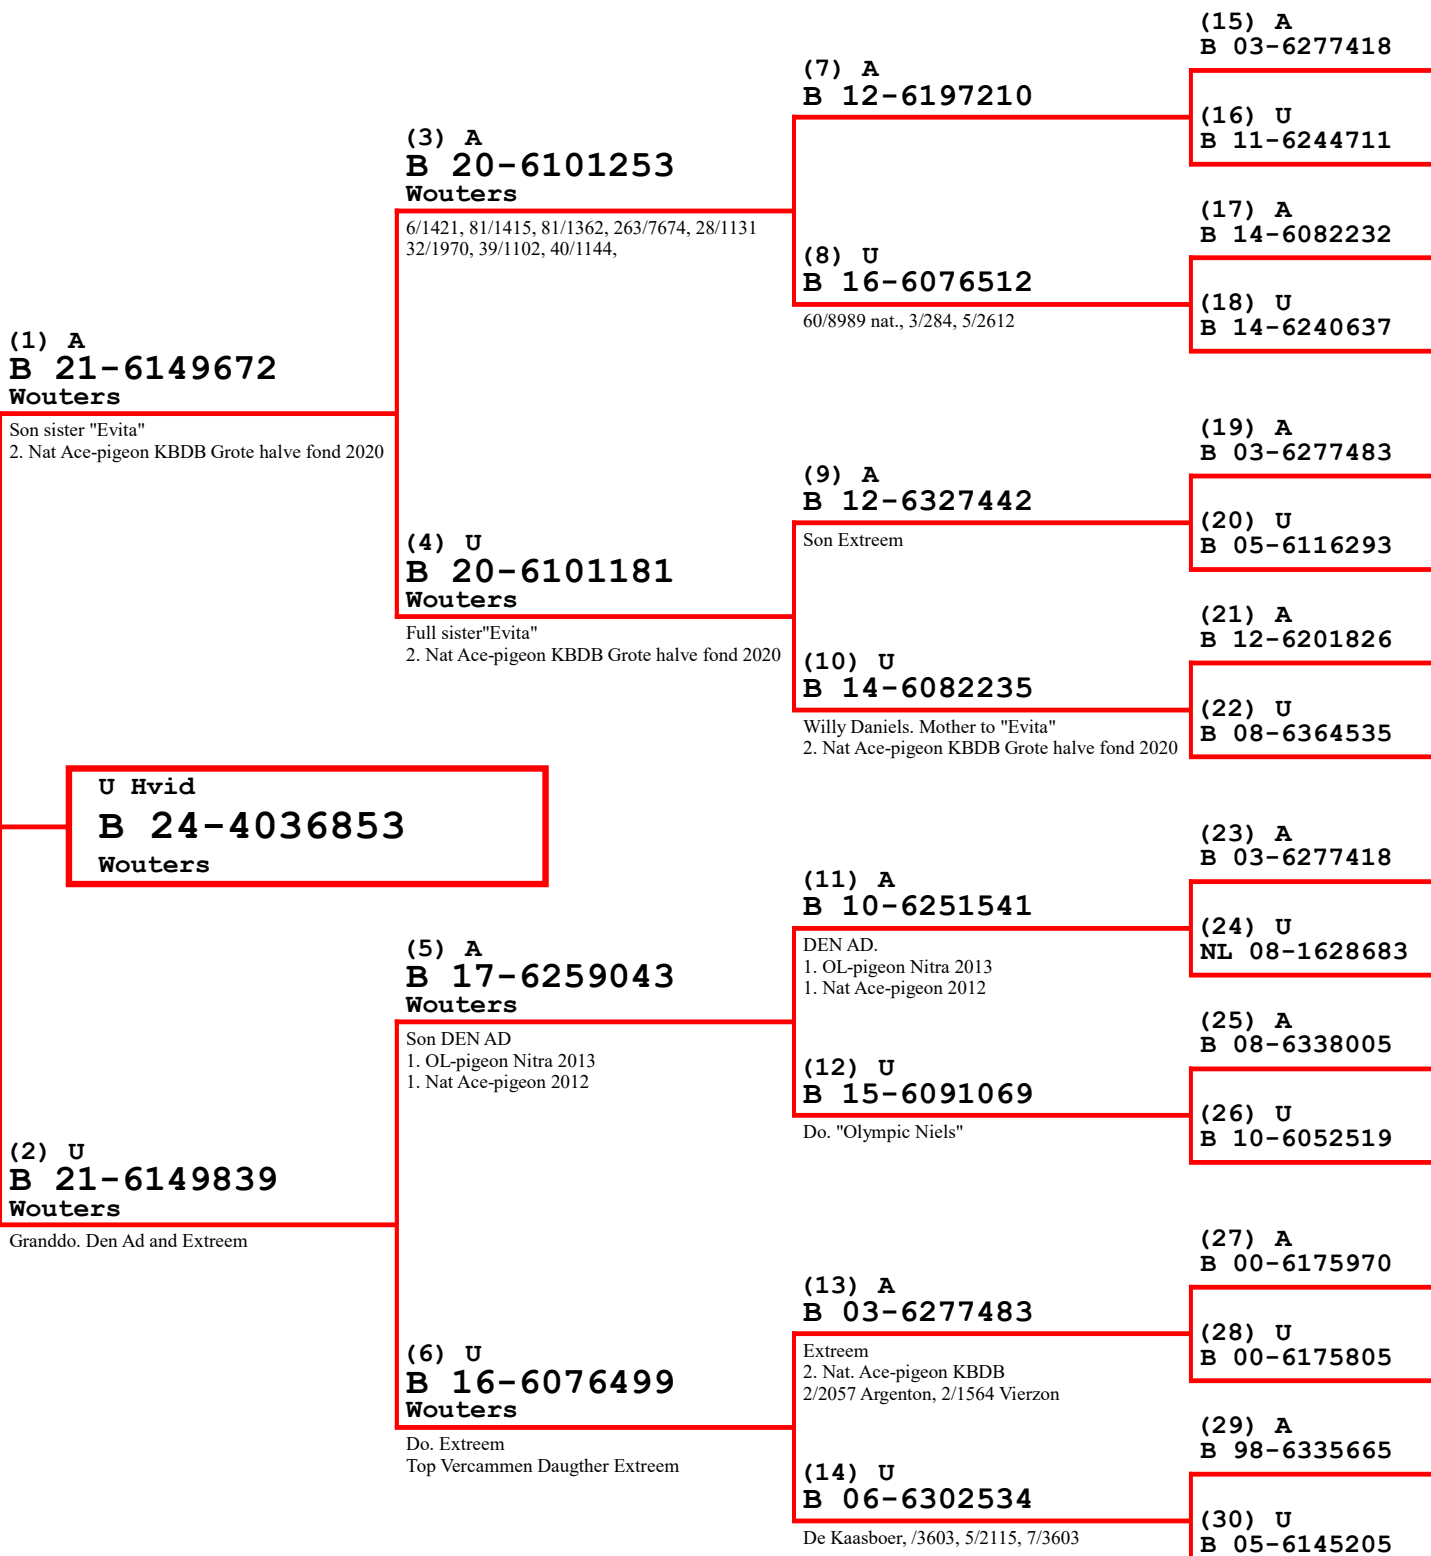 (1) A
B 21-6149672
Wouters
Son sister "Evita"
2. Nat Ace-pigeon KBDB Grote halve fond 2020
U Hvid
B 24-4036853
Wouters
(2) U
B 21-6149839
Wouters
Granddo. Den Ad and Extreem
(3) A
B 20-6101253
Wouters
6/1421, 81/1415, 81/1362, 263/7674, 28/1131
32/1970, 39/1102, 40/1144,
(4) U
B 20-6101181
Wouters
Full sister"Evita"
2. Nat Ace-pigeon KBDB Grote halve fond 2020
(5) A
B 17-6259043
Wouters
Son DEN AD
1. OL-pigeon Nitra 2013
1. Nat Ace-pigeon 2012
(6) U
B 16-6076499
Wouters
Do. Extreem
Top Vercammen Daugther Extreem
(7) A
B 12-6197210
(8) U
B 16-6076512
60/8989 nat., 3/284, 5/2612
(9) A
B 12-6327442
Son Extreem
(10) U
B 14-6082235
Willy Daniels. Mother to "Evita"
2. Nat Ace-pigeon KBDB Grote halve fond 2020
(11) A
B 10-6251541
DEN AD.
1. OL-pigeon Nitra 2013
1. Nat Ace-pigeon 2012
(12) U
B 15-6091069
Do. "Olympic Niels"
(13) A
B 03-6277483
Extreem
2. Nat. Ace-pigeon KBDB
2/2057 Argenton, 2/1564 Vierzon
(14) U
B 06-6302534
De Kaasboer, /3603, 5/2115, 7/3603
(15) A
B 03-6277418
(16) U
B 11-6244711
(17) A
B 14-6082232
(18) U
B 14-6240637
(19) A
B 03-6277483
(20) U
B 05-6116293
(21) A
B 12-6201826
(22) U
B 08-6364535
(23) A
B 03-6277418
(24) U
NL 08-1628683
(25) A
B 08-6338005
(26) U
B 10-6052519
(27) A
B 00-6175970
(28) U
B 00-6175805
(29) A
B 98-6335665
(30) U
B 05-6145205